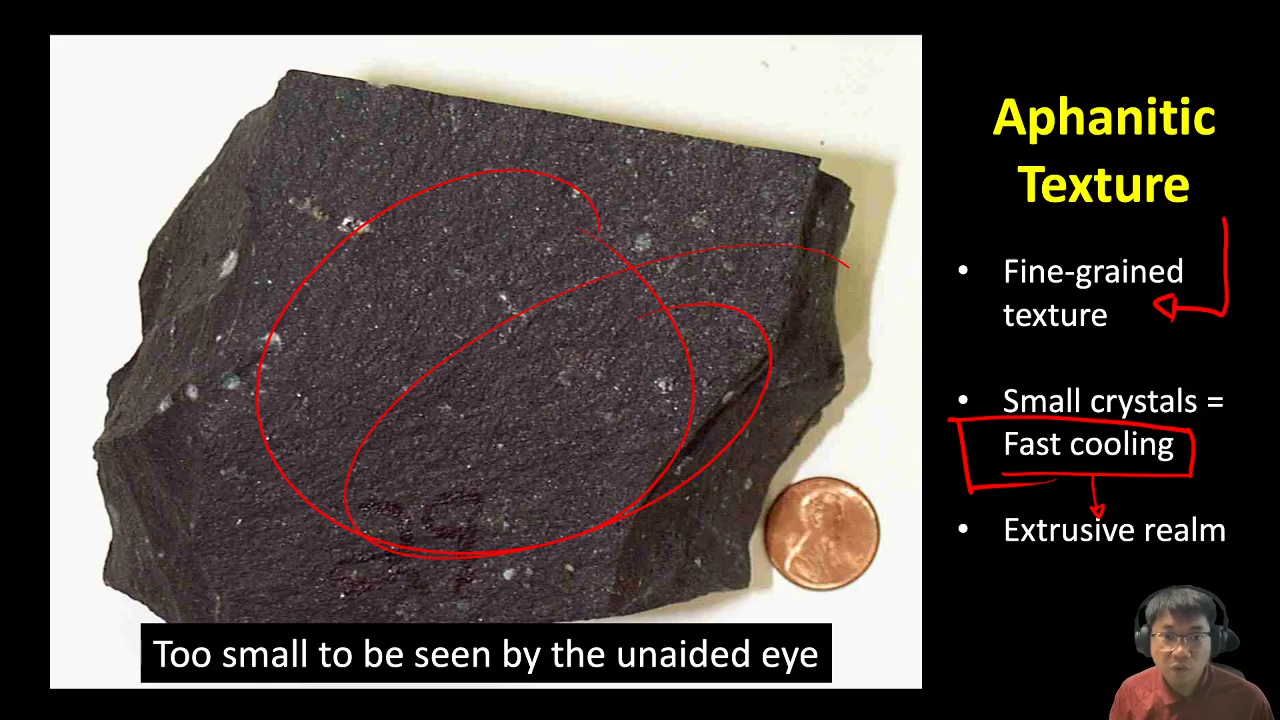 Aphanitic
Texture
• Fine-grained
texture
• Small crystals =
Fast cooling
• Extrusive realm
Too small to be seen by the unaided eye